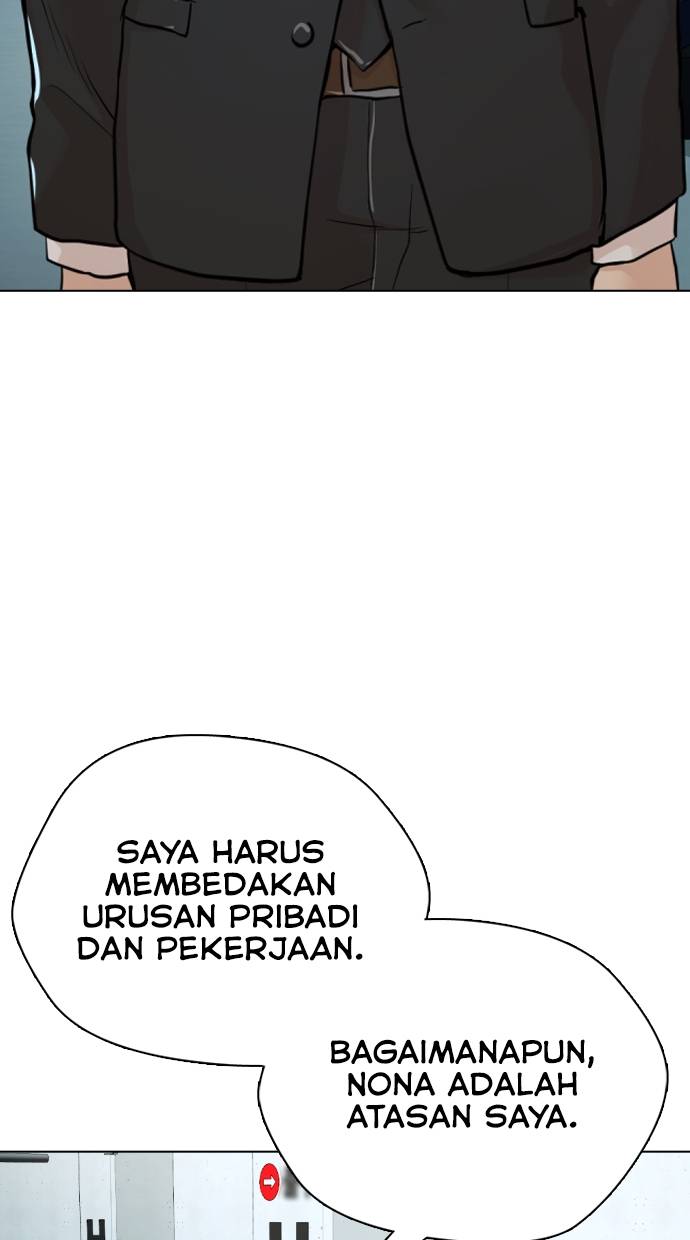 SAYA HARUS
MEMBEDAKAN
URUSAN PRIBADI
DAN PEKERJAAN.
BAGAIMANAPUN,
NONA ADALAH
ATASAN SAYA.